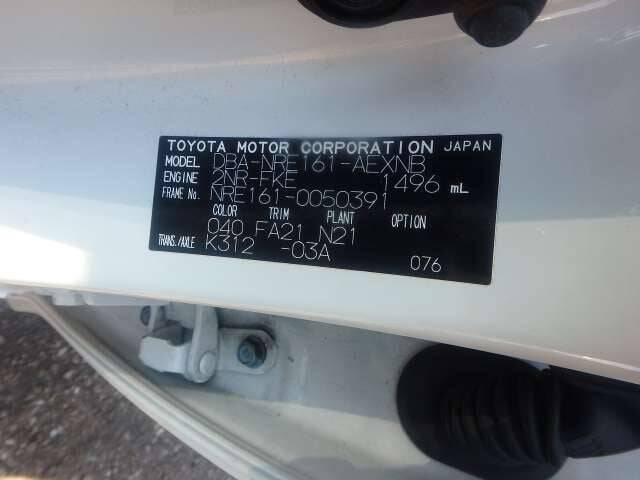 TOYOTA MOTOR CORPORATION JAPAN
MODEL DBA-NRE161-AEXNB
ENGINE 2NR-FKE 1496 mL
FRAME No. NRE161-0050391
COLOR TRIM PLANT OPTION
040 FA21 N21
TRANS./AXLE K312 -03A
076